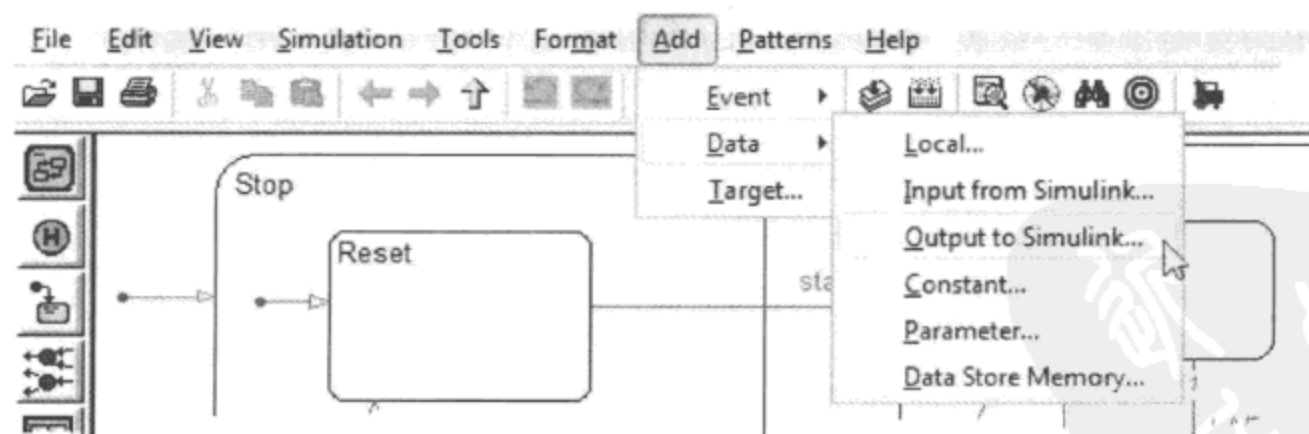 File Edit View Simulation Tools Format Add Patterns Help
Event
Data
Target...
Local...
Input from Simulink...
Output to Simulink...
Constant...
Parameter...
Data Store Memory...
Stop
Reset
sta
H